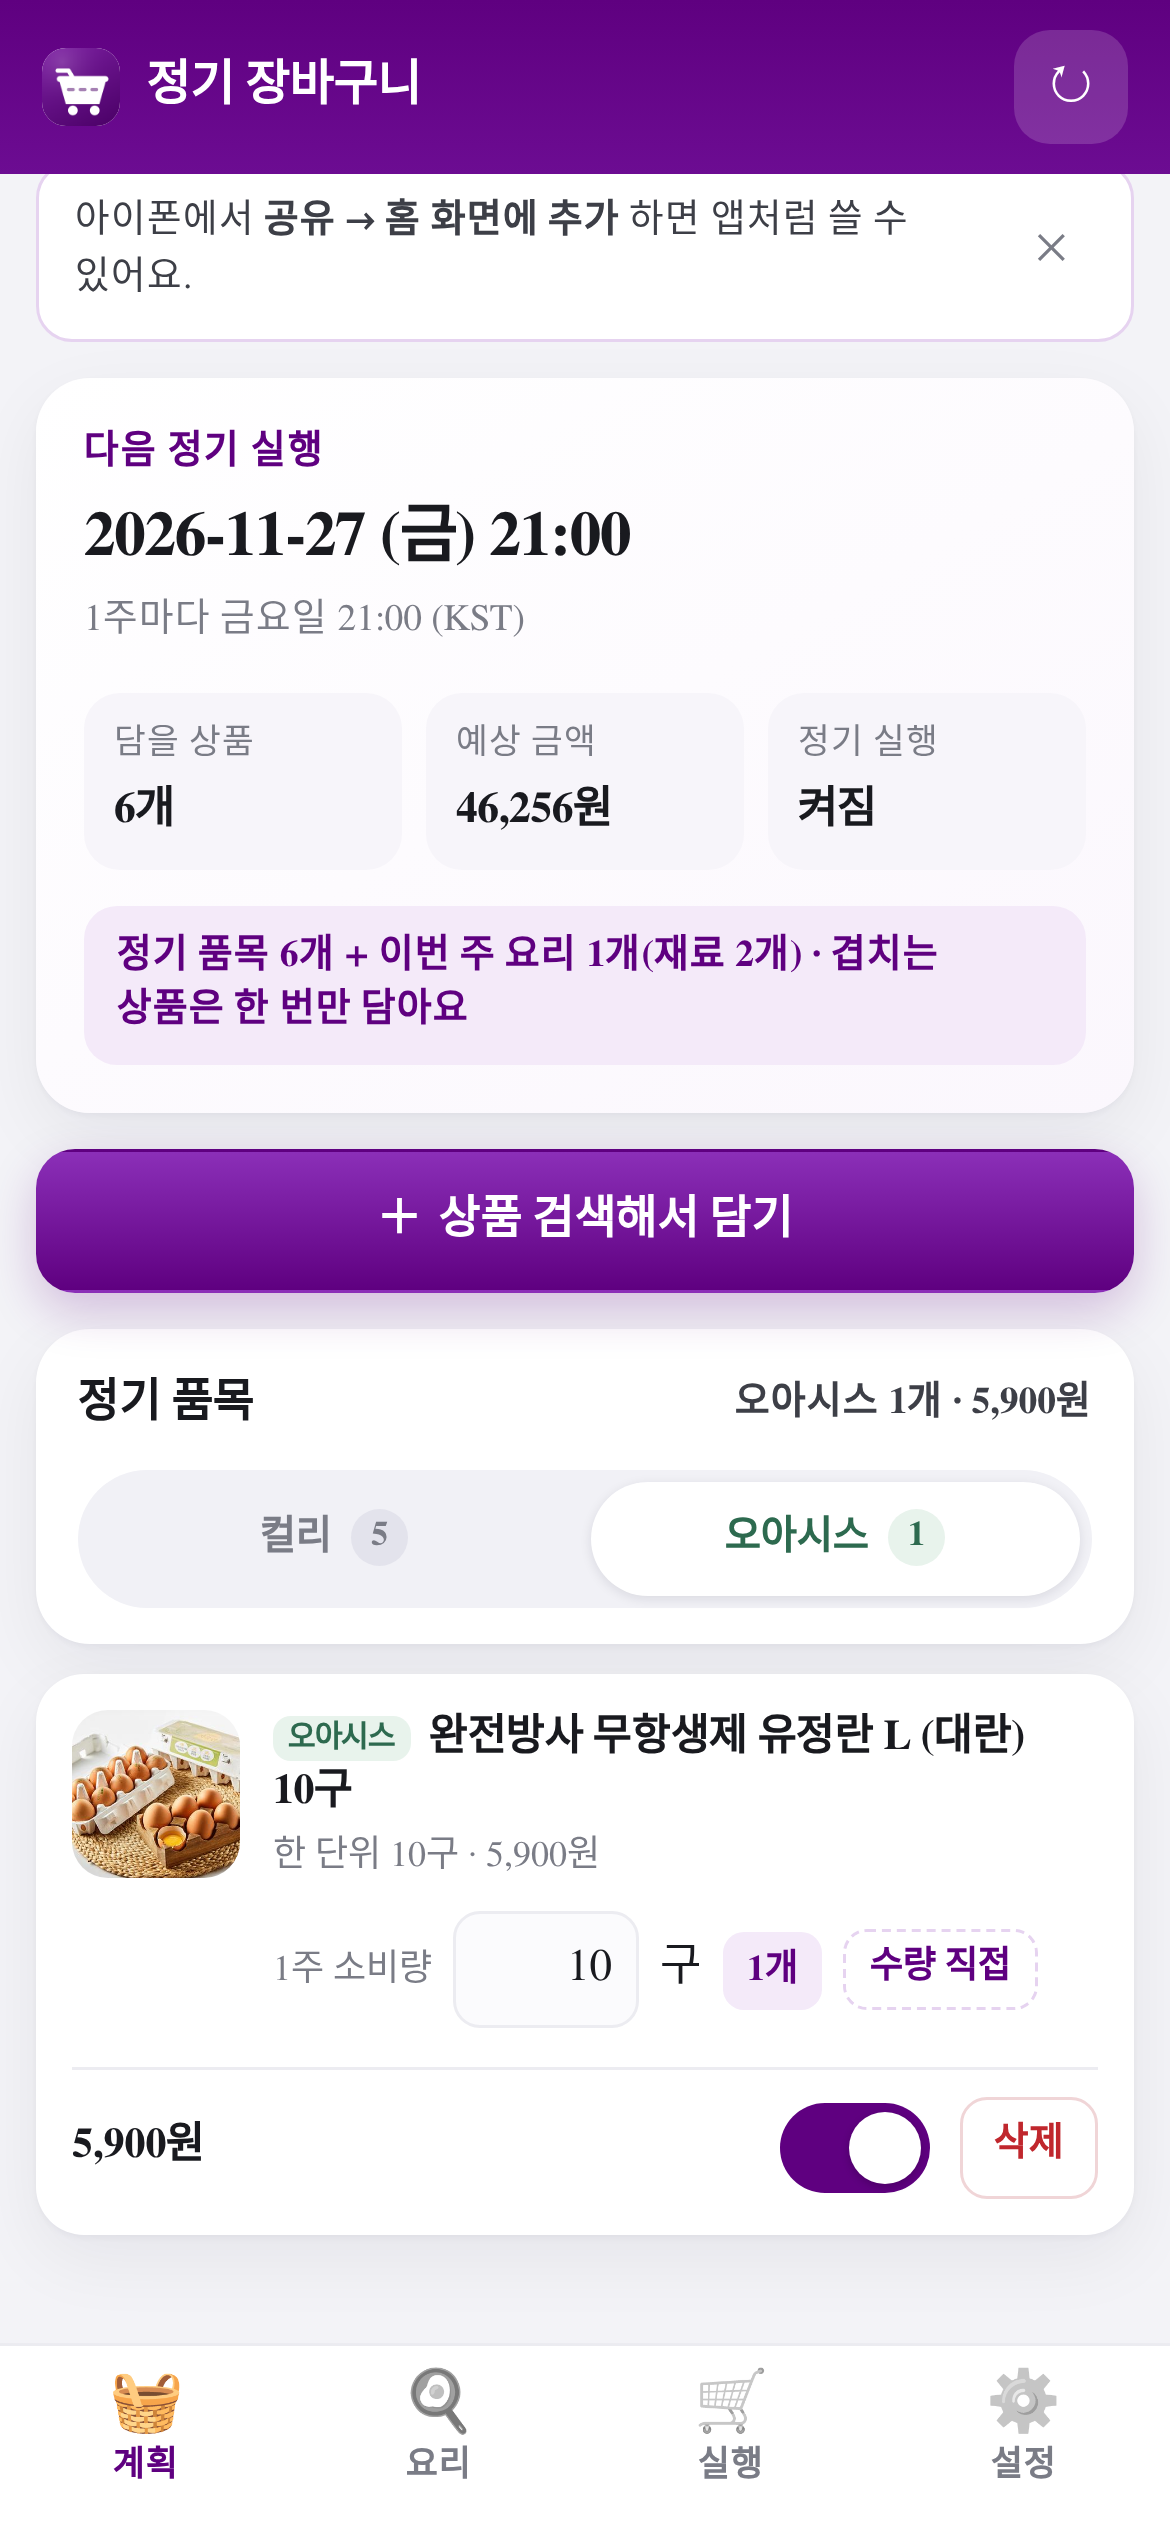 정기 장바구니
아이폰에서 공유 → 홈 화면에 추가 하면 앱처럼 쓸 수
있어요.
다음 정기 실행
2026-11-27 (금) 21:00
1주마다 금요일 21:00 (KST)
담을 상품
6개
예상 금액
46,256원
정기 실행
켜짐
정기 품목 6개 + 이번 주 요리 1개(재료 2개) · 겹치는
상품은 한 번만 담아요
+ 상품 검색해서 담기
정기 품목
오아시스 1개 · 5,900원
컬리 5
오아시스 1
오아시스 완전방사 무항생제 유정란 L (대란)
10구
한 단위 10구 · 5,900원
1주 소비량 10 구 1개 수량 직접
5,900원
삭제
계획
요리
실행
설정